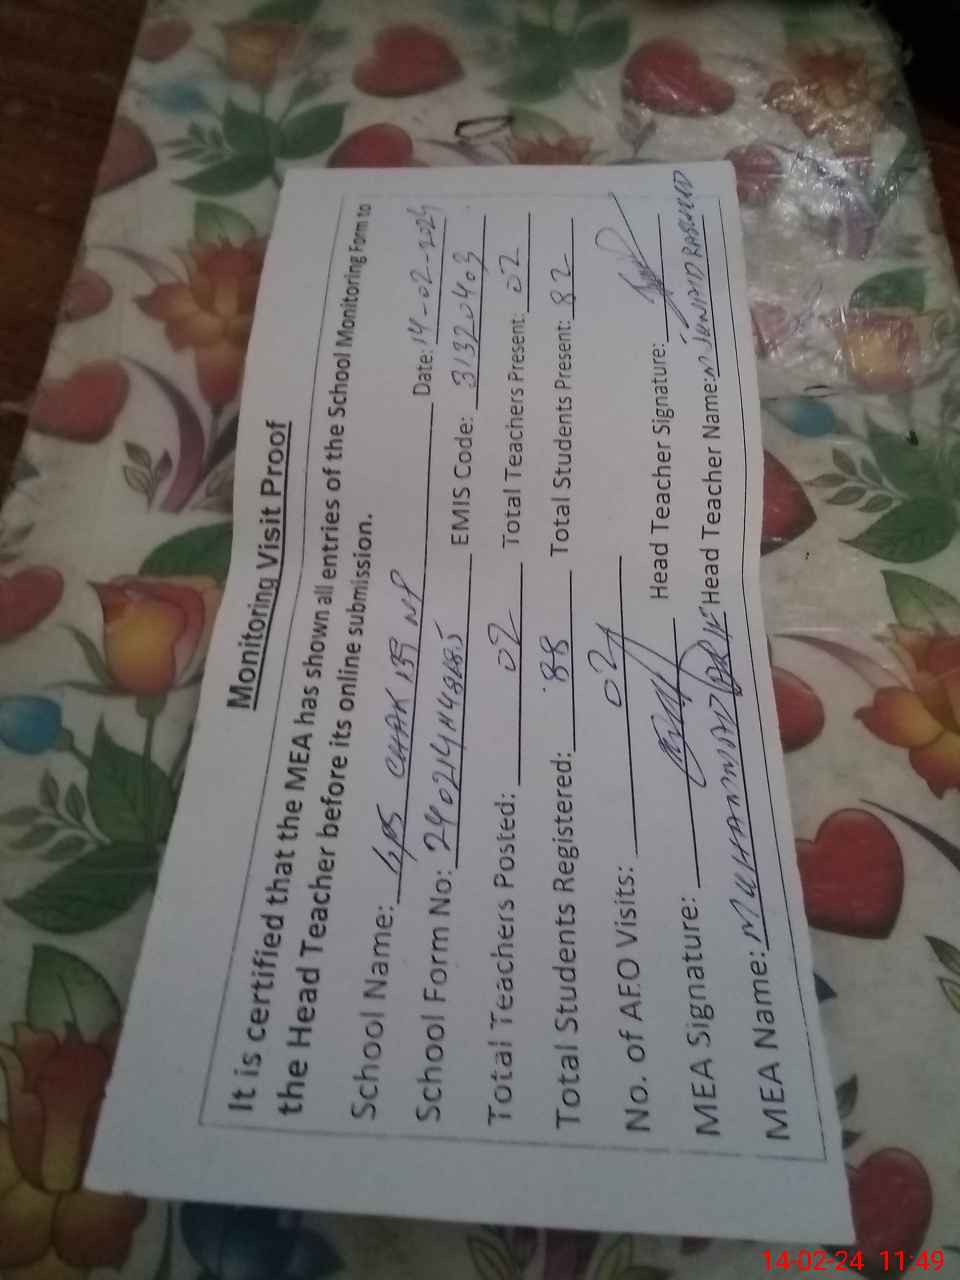 Monitoring Visit Proof
It is certified that the MEA has shown all entries of the School Monitoring Form to
the Head Teacher before its online submission.
School Name: GPS CHAK 139 NP Date: 14-02-2024
School Form No: EMIS Code: 31320403
Total Teachers Posted: 02 Total Teachers Present: 02
Total Students Registered: 88 Total Students Present: 82
No. of AEO Visits: 02
MEA Signature: Head Teacher Signature:
MEA Name: MUHAMMAD Head Teacher Name: M JUNIAD RASHEED
14-02-24 11:49